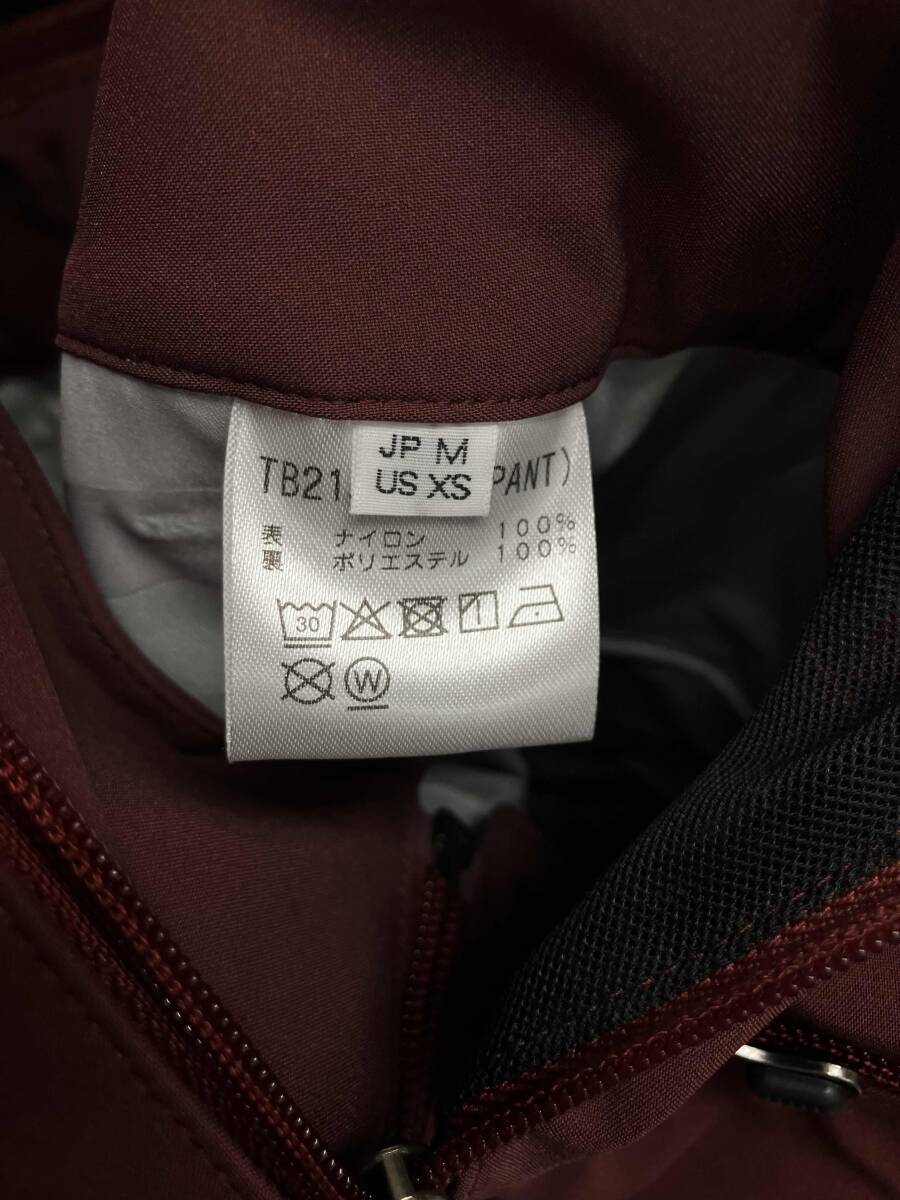 JP M
US XS
TB21 PANT)
表 ナイロン 100%
裏 ポリエステル 100%
30
W